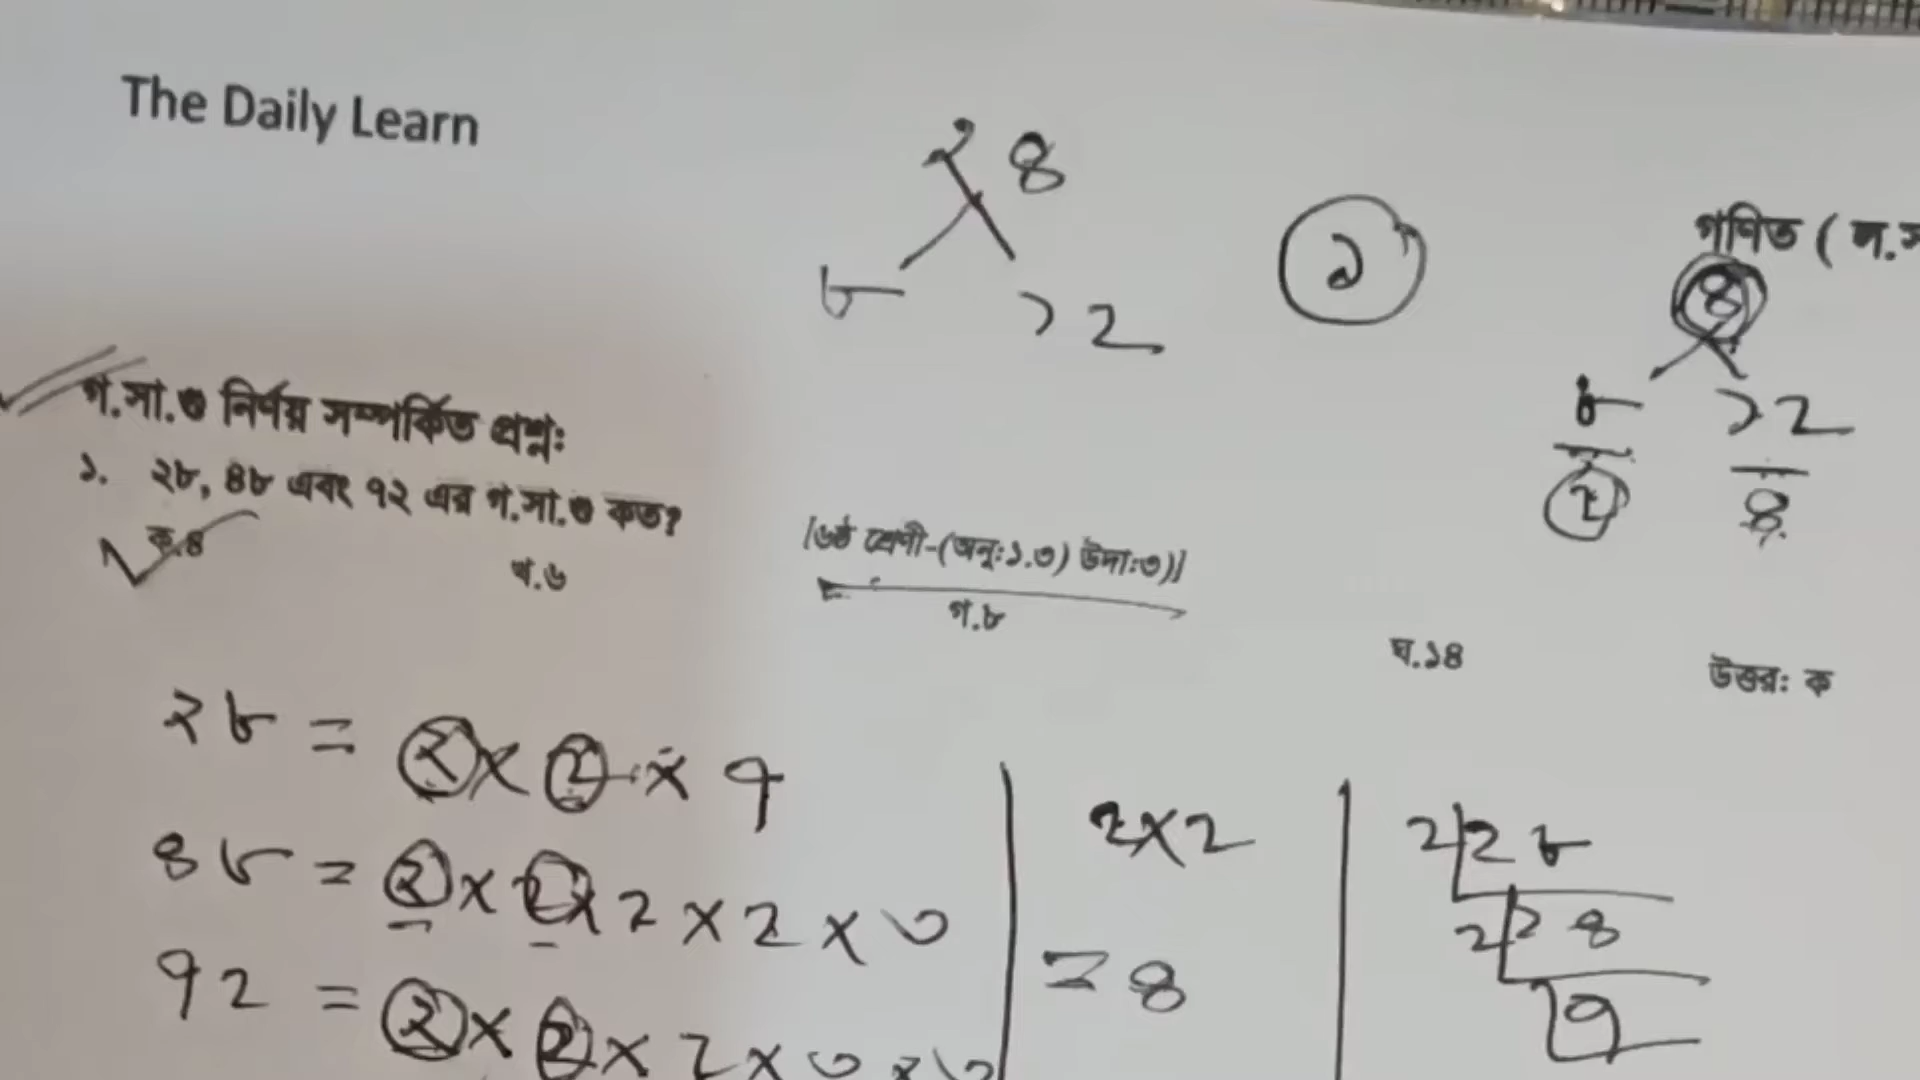 The Daily Learn
২৪
৮ ১২
১
গণিত ( ল.স
৪
৮ ১২
২ ৪
গ.সা.গু নির্ণয় সম্পর্কিত প্রশ্ন:
১. ২৮, ৪৮ এবং ৭২ এর গ.সা.গু কত?
[৬ষ্ঠ শ্রেণী-(অনু:১.৩) উদা:৩)]
ক.৪ খ.৬ গ.৮ ঘ.১৪ উত্তর: ক
২৮ = ২ × ২ × ৭
৪৮ = ২ × ২ × ২ × ২ × ৩
৭২ = ২ × ২ × ২ × ৩ × ৩
২×২
= ৪
২ ২৮
২ ১৪
৭